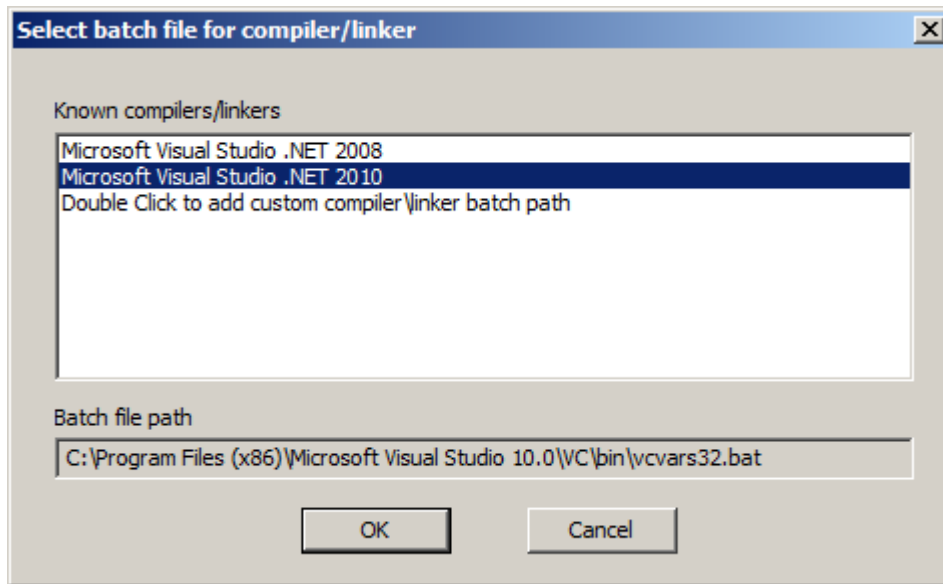 Select batch file for compiler/linker
Known compilers/linkers
Microsoft Visual Studio .NET 2008
Microsoft Visual Studio .NET 2010
Double Click to add custom compiler\linker batch path
Batch file path
C:\Program Files (x86)\Microsoft Visual Studio 10.0\VC\bin\vcvars32.bat
OK Cancel